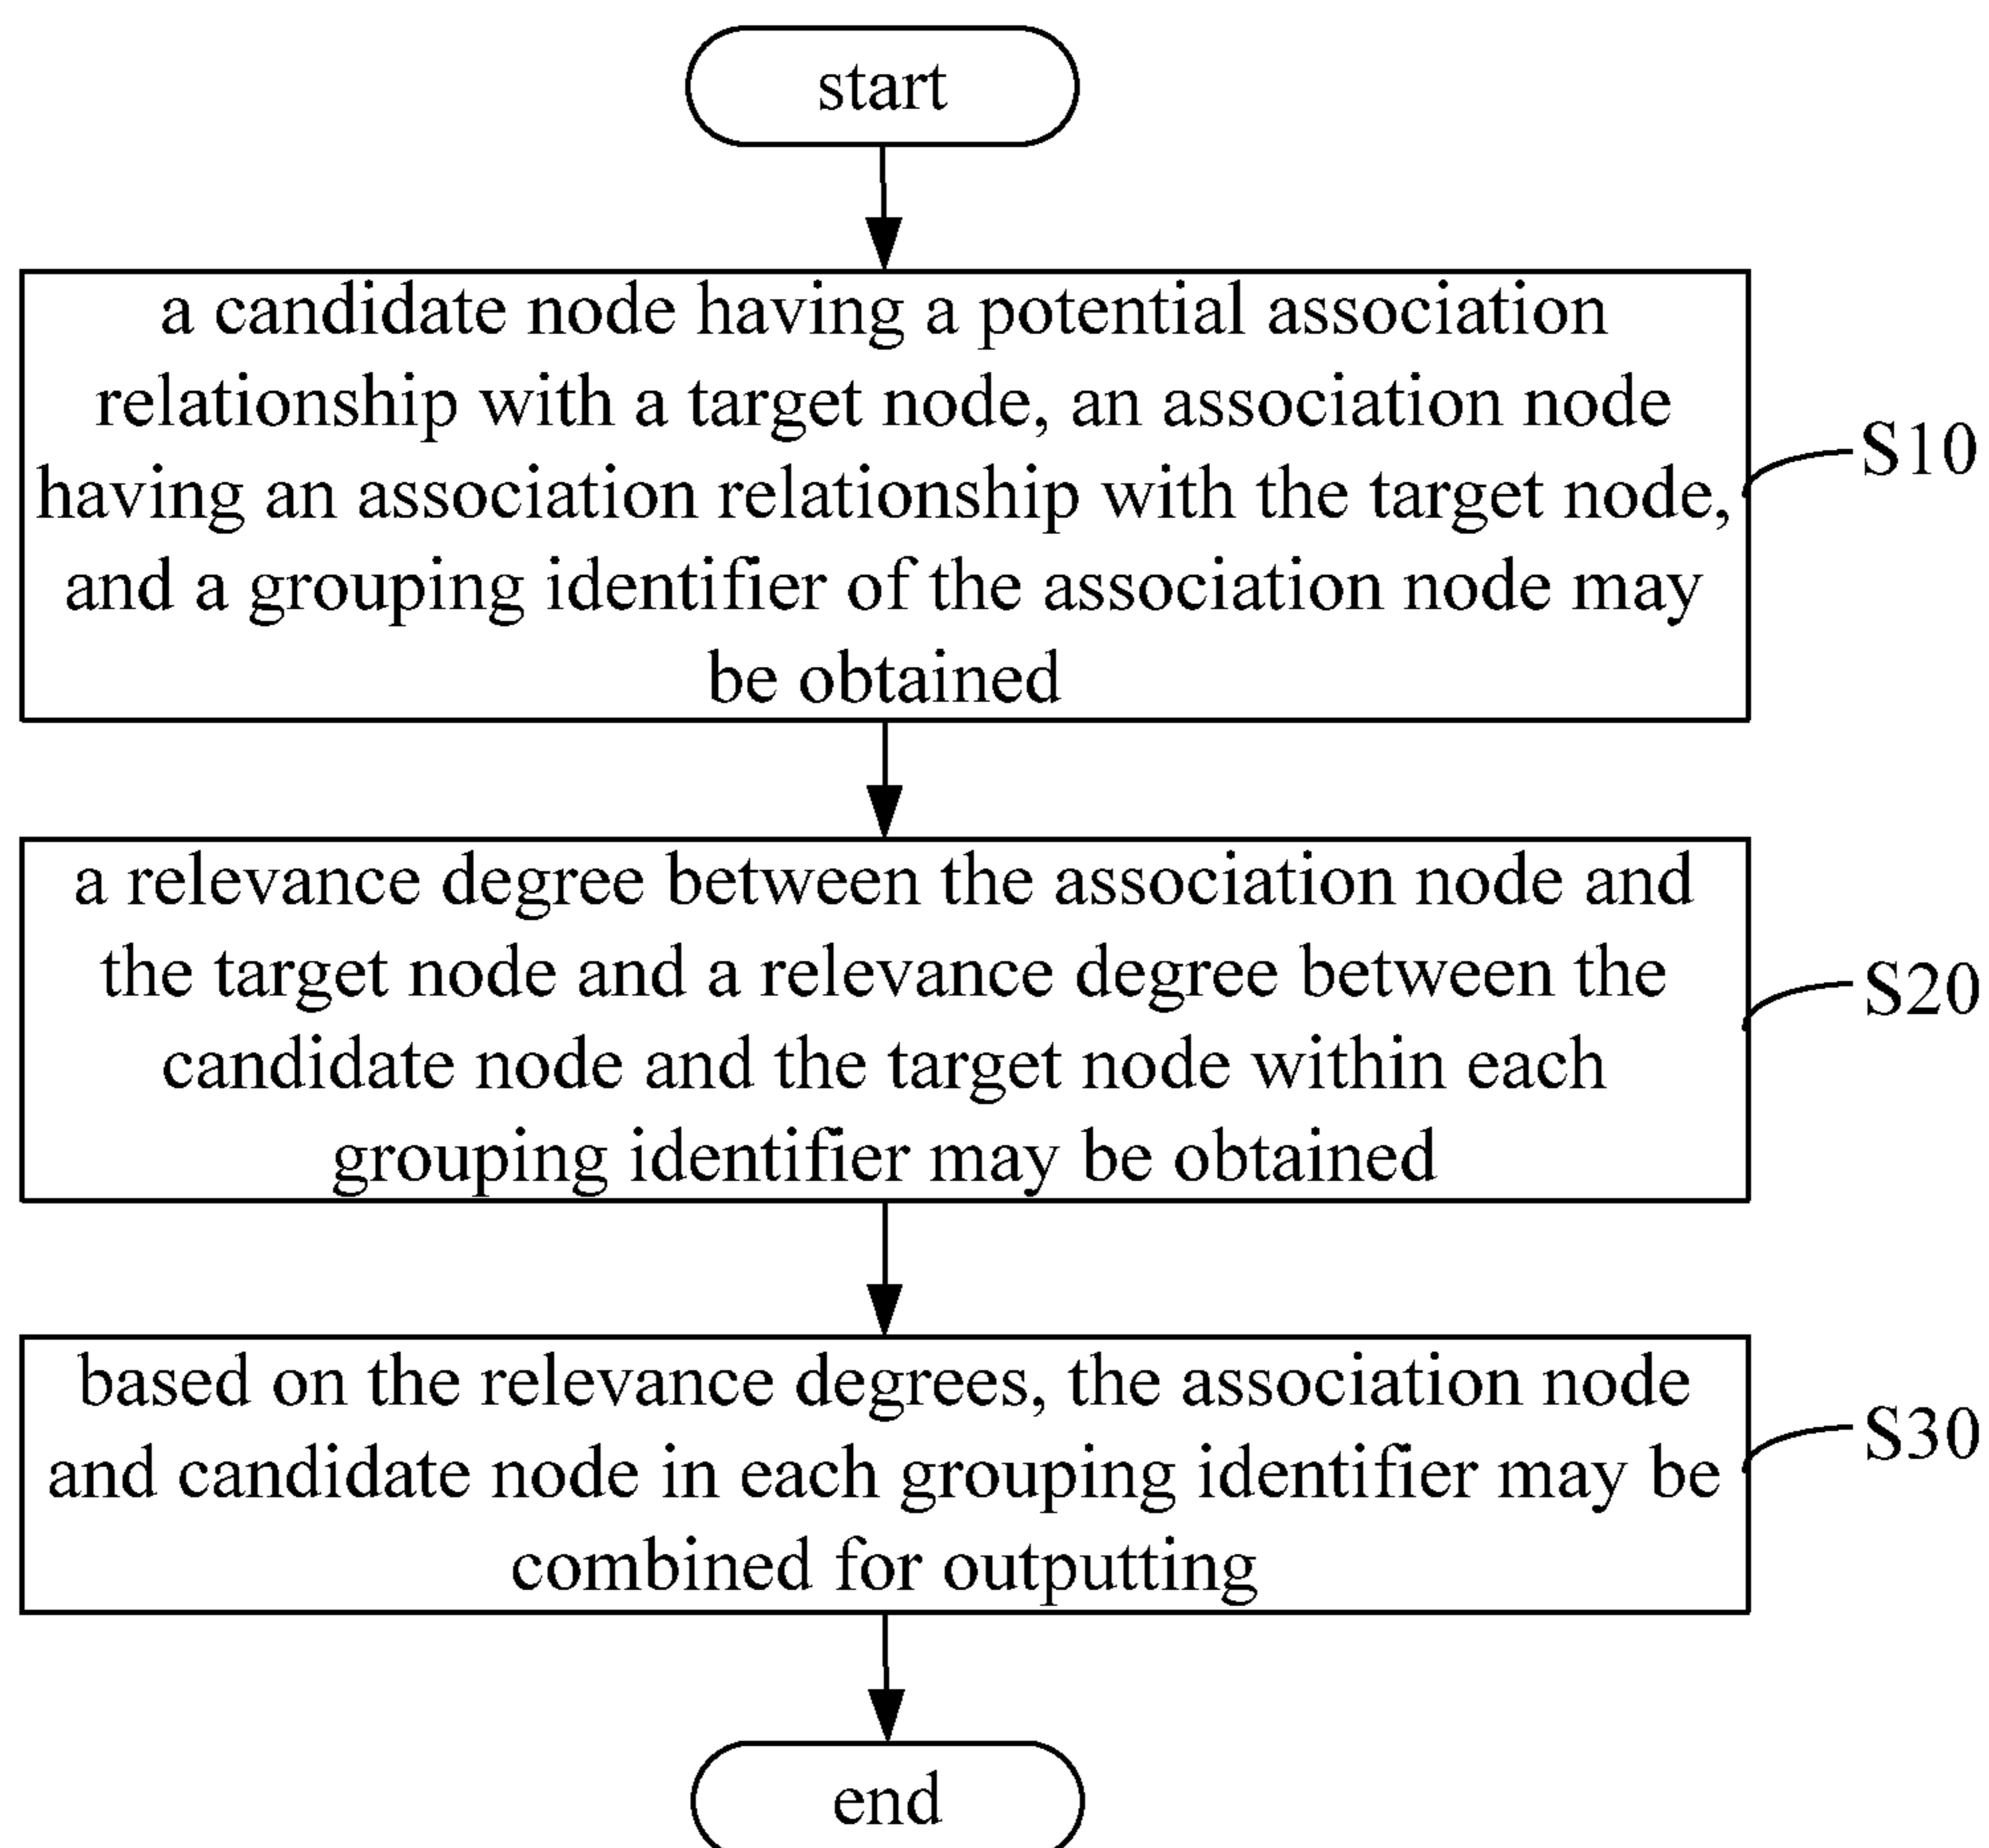 start
a candidate node having a potential association
relationship with a target node, an association node
having an association relationship with the target node,
and a grouping identifier of the association node may
be obtained
S10
a relevance degree between the association node and
the target node and a relevance degree between the
candidate node and the target node within each
grouping identifier may be obtained
S20
based on the relevance degrees, the association node
and candidate node in each grouping identifier may be
combined for outputting
S30
end